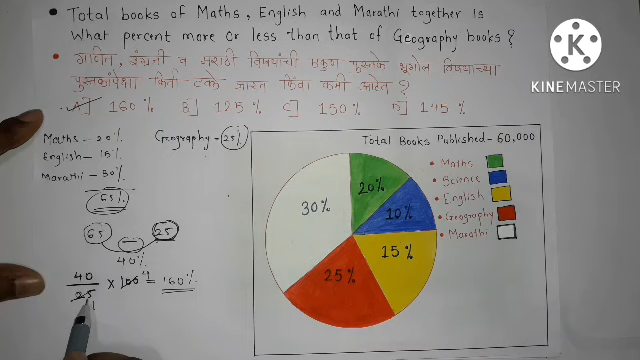 • Total books of Maths, English and Marathi together is
What percent more or less than that of Geography books?
• गणित, इंग्रजी व मराठी विषयांची एकुण पुस्तके भूगोल विषयाच्या
पुस्तकांपेक्षा किती टक्के जास्त किंवा कमी आहेत?
A] 160% B] 125% C] 150% D] 145%
Maths - 20%
English - 15%
Marathi - 30%
65%
Geography - 25%
65 - 25
40%
40/25 × 100 4 = 160%
1
Total Books Published - 60,000
• Maths
• Science
• English
• Geography
• Marathi
20%
10%
15%
25%
30%
KINEMASTER